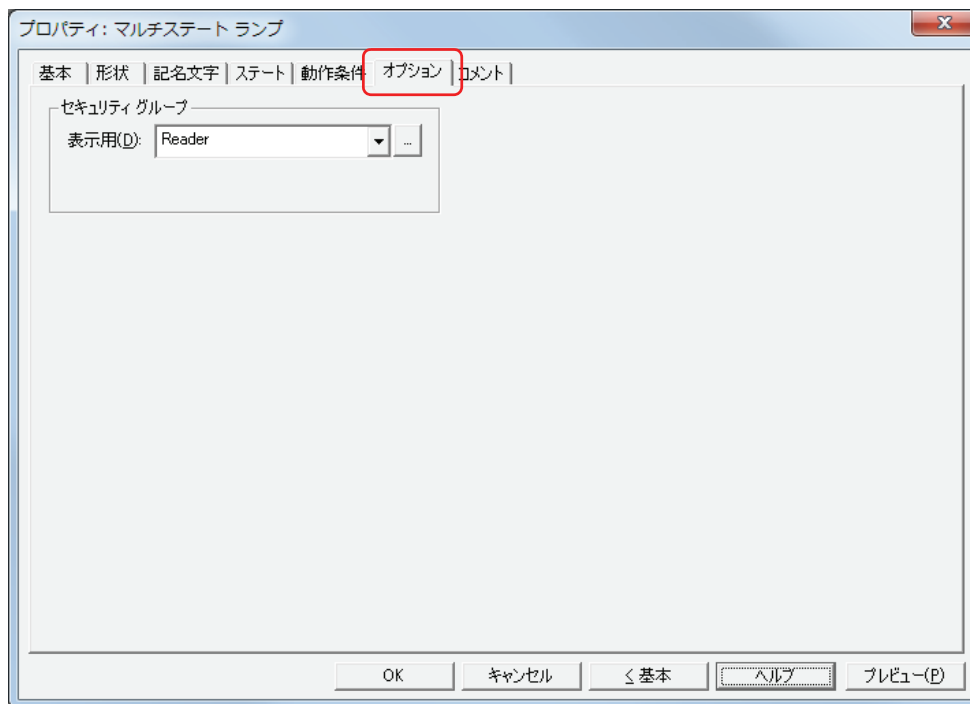 プロパティ: マルチステート ランプ
基本 形状 記名文字 ステート 動作条件 オプション コメント
セキュリティ グループ
表示用(D): Reader ...
OK キャンセル < 基本 ヘルプ プレビュー(P)